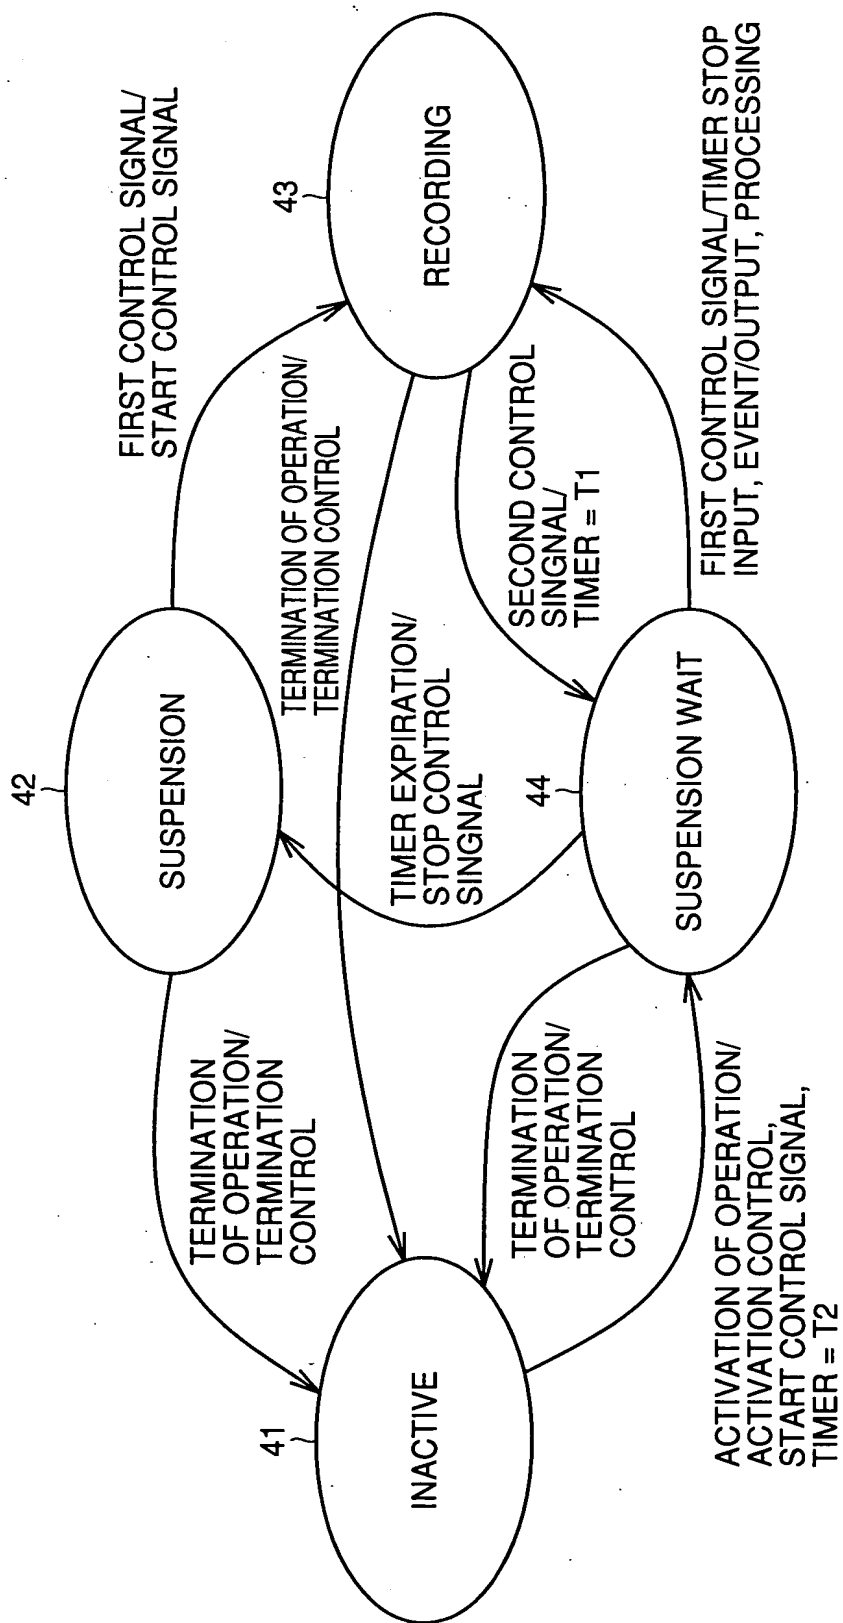 42
SUSPENSION
FIRST CONTROL SIGNAL/
START CONTROL SIGNAL
TERMINATION
OF OPERATION/
TERMINATION
CONTROL
TERMINATION OF OPERATION/
TERMINATION CONTROL
41
INACTIVE
43
RECORDING
TIMER EXPIRATION/
STOP CONTROL
SINGNAL
SECOND CONTROL
SINGNAL/
TIMER = T1
TERMINATION
OF OPERATION/
TERMINATION
CONTROL
44
SUSPENSION WAIT
ACTIVATION OF OPERATION/
ACTIVATION CONTROL,
START CONTROL SIGNAL,
TIMER = T2
FIRST CONTROL SIGNAL/TIMER STOP
INPUT, EVENT/OUTPUT, PROCESSING